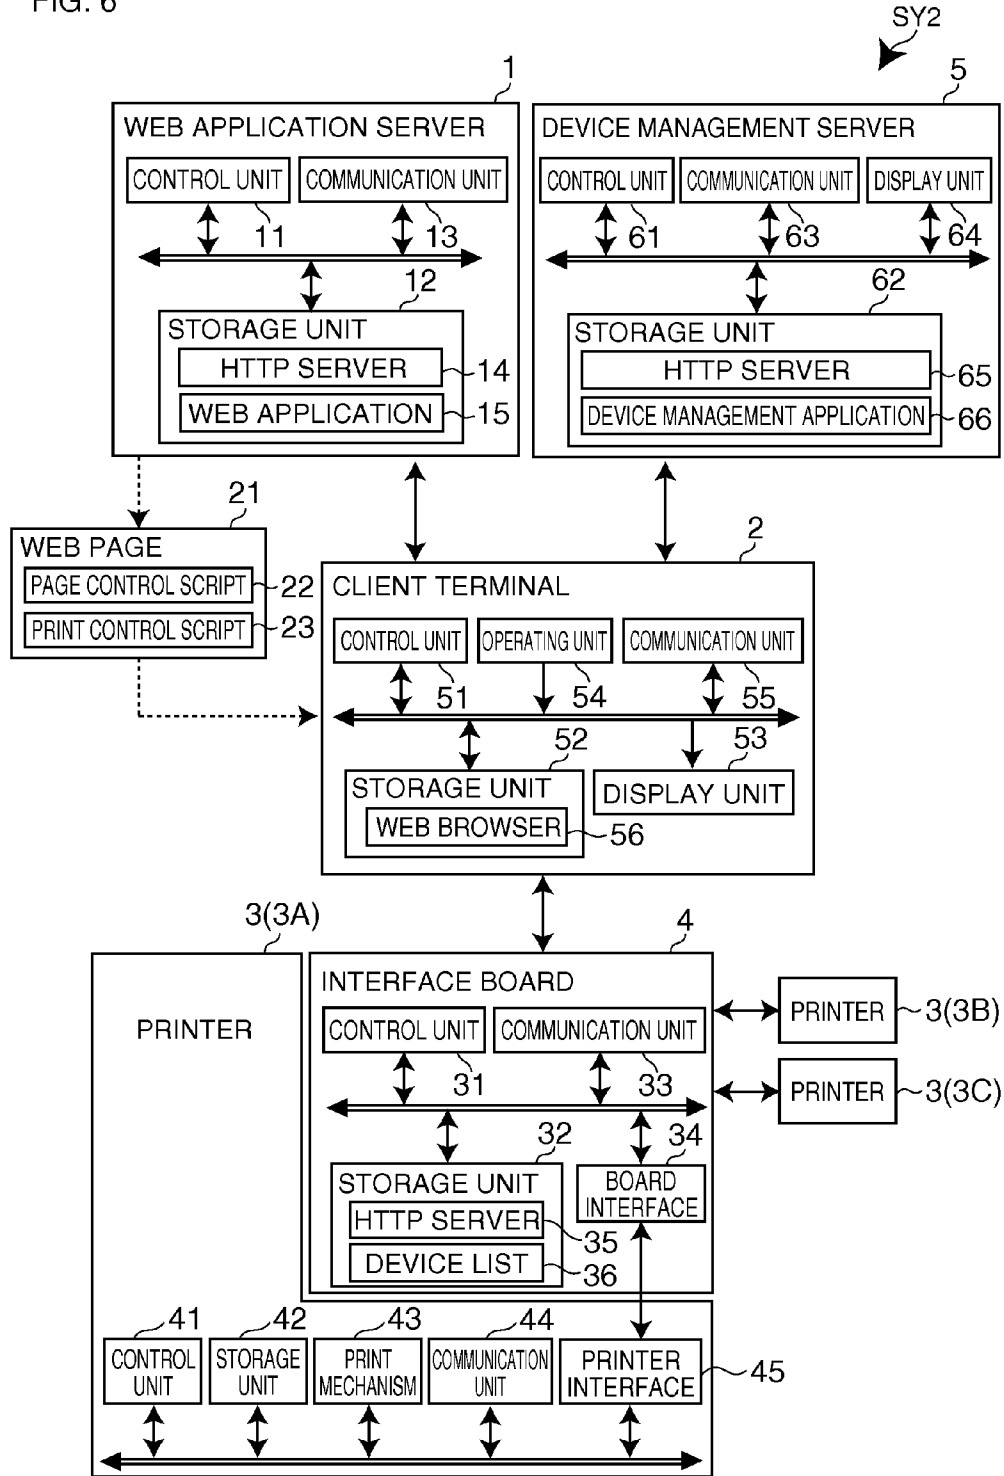 FIG. 6
SY2
1
WEB APPLICATION SERVER
CONTROL UNIT
COMMUNICATION UNIT
11
13
12
STORAGE UNIT
HTTP SERVER
14
WEB APPLICATION
15
5
DEVICE MANAGEMENT SERVER
CONTROL UNIT
COMMUNICATION UNIT
DISPLAY UNIT
61
63
64
62
STORAGE UNIT
HTTP SERVER
65
DEVICE MANAGEMENT APPLICATION
66
21
WEB PAGE
PAGE CONTROL SCRIPT
22
PRINT CONTROL SCRIPT
23
2
CLIENT TERMINAL
CONTROL UNIT
OPERATING UNIT
COMMUNICATION UNIT
51
54
55
52
53
STORAGE UNIT
WEB BROWSER
56
DISPLAY UNIT
3(3A)
PRINTER
4
INTERFACE BOARD
CONTROL UNIT
COMMUNICATION UNIT
31
33
32
34
STORAGE UNIT
HTTP SERVER
35
DEVICE LIST
36
BOARD
INTERFACE
PRINTER
3(3B)
PRINTER
3(3C)
41
42
43
44
CONTROL
UNIT
STORAGE
UNIT
PRINT
MECHANISM
COMMUNICATION
UNIT
PRINTER
INTERFACE
45